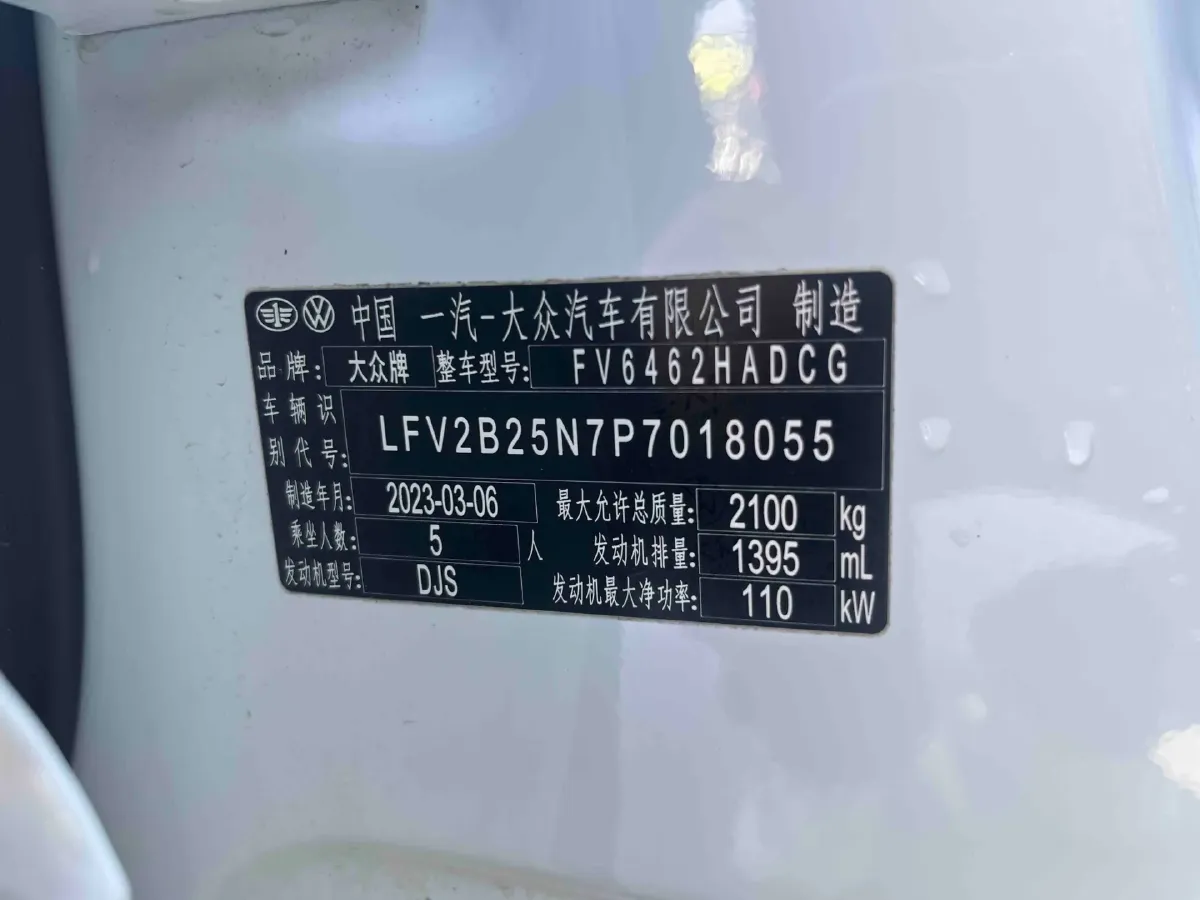 中国 一汽-大众汽车有限公司 制造
品牌: 大众牌 整车型号: FV6462HADCG
车辆识别代号: LFV2B25N7P7018055
制造年月: 2023-03-06 最大允许总质量: 2100 kg
乘坐人数: 5 人 发动机排量: 1395 mL
发动机型号: DJS 发动机最大净功率: 110 kW